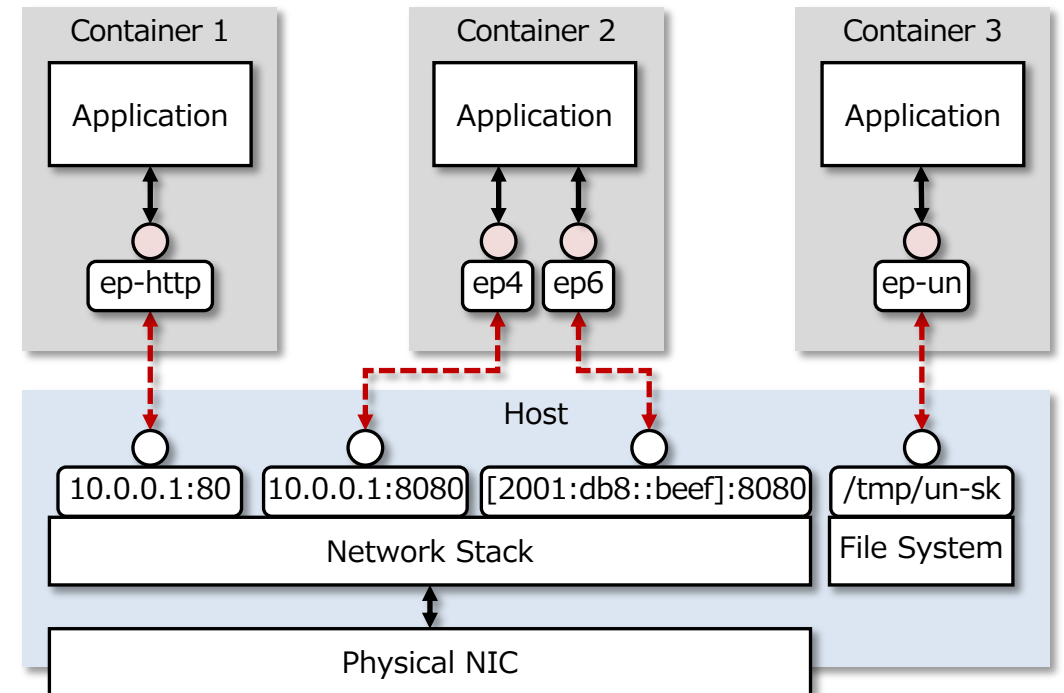 Container 1
Container 2
Container 3
Application
Application
Application
ep-http
ep4
ep6
ep-un
Host
10.0.0.1:80
10.0.0.1:8080
[2001:db8::beef]:8080
/tmp/un-sk
Network Stack
File System
Physical NIC